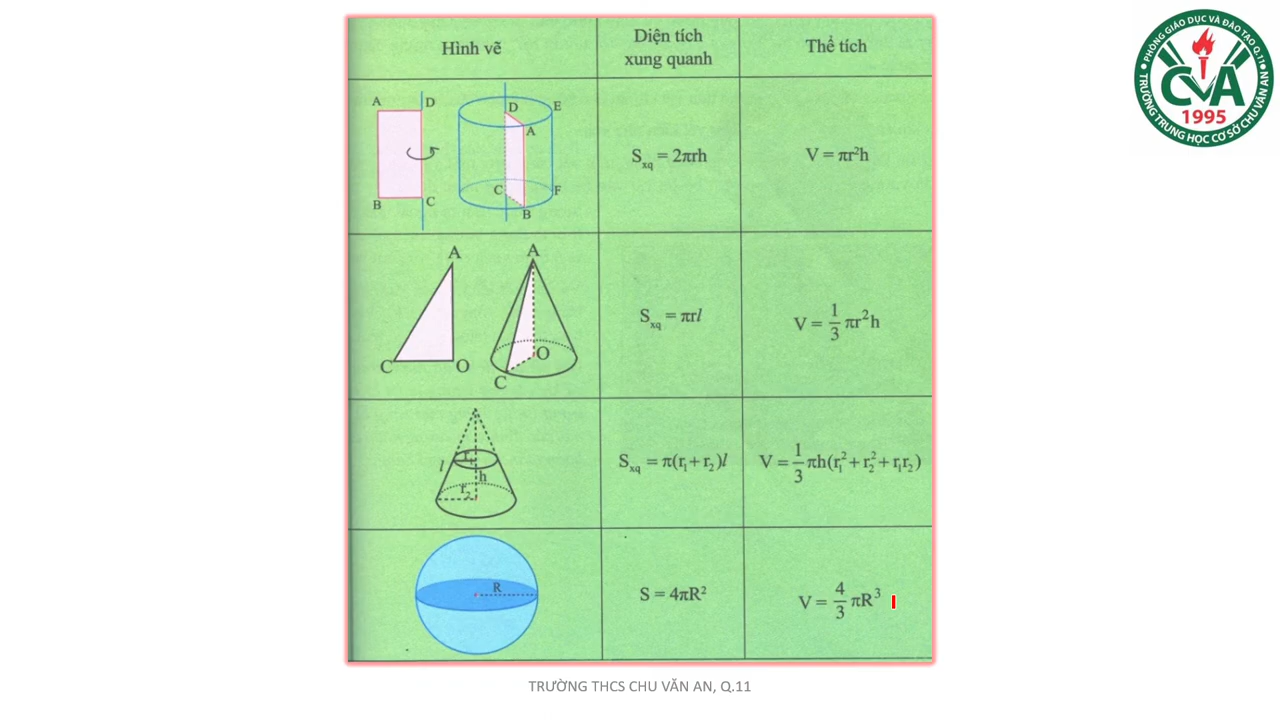 Hình vẽ
Diện tích
xung quanh
Thể tích
A
D
B
C
D
E
A
C
F
B
Sxq = 2πrh
V = πr²h
A
C
O
A
O
C
Sxq = πrl
V = 1/3 πr²h
l
r₁
h
r₂
Sxq = π(r₁ + r₂)l
V = 1/3 πh(r₁² + r₂² + r₁r₂)
R
S = 4πR²
V = 4/3 πR³
PHÒNG GIÁO DỤC VÀ ĐÀO TẠO Q.11
CVA
1995
TRƯỜNG TRUNG HỌC CƠ SỞ CHU VĂN AN
TRƯỜNG THCS CHU VĂN AN, Q.11